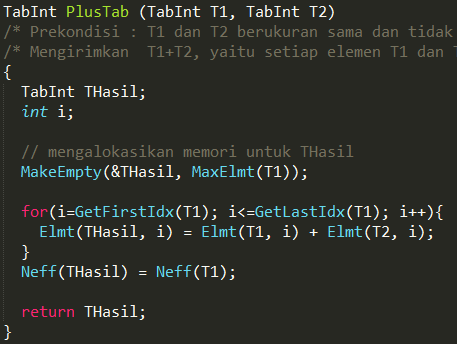 TabInt PlusTab (TabInt T1, TabInt T2)
/* Prekondisi : T1 dan T2 berukuran sama dan tidak
/* Mengirimkan  T1+T2, yaitu setiap elemen T1 dan
{
  TabInt THasil;
  int i;

  // mengalokasikan memori untuk THasil
  MakeEmpty(&THasil, MaxElmt(T1));

  for(i=GetFirstIdx(T1); i<=GetLastIdx(T1); i++){
    Elmt(THasil, i) = Elmt(T1, i) + Elmt(T2, i);
  }
  Neff(THasil) = Neff(T1);

  return THasil;
}